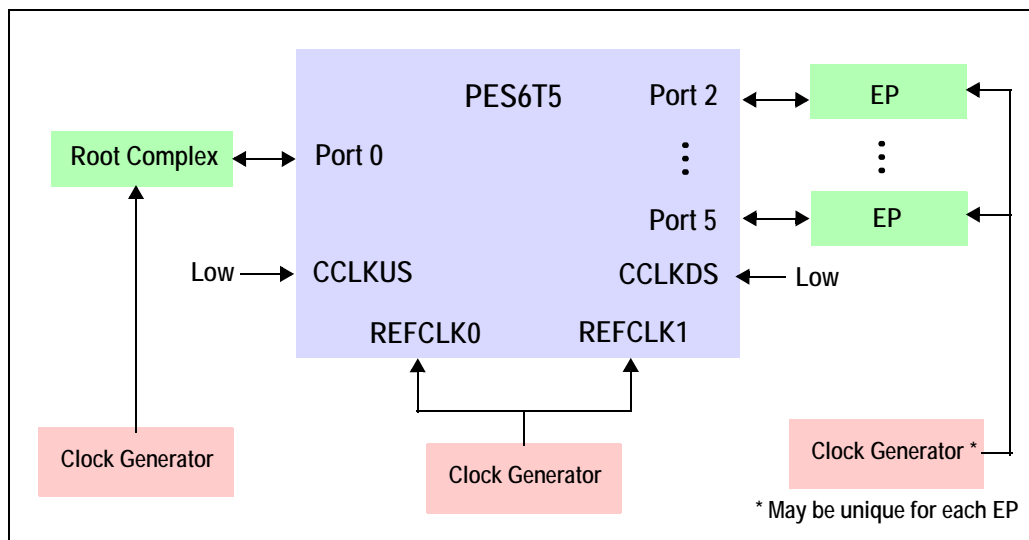 PES6T5
Port 2
EP
Root Complex
Port 0
Port 5
EP
Low
CCLKUS
CCLKDS
Low
REFCLK0
REFCLK1
Clock Generator
Clock Generator
Clock Generator *
* May be unique for each EP